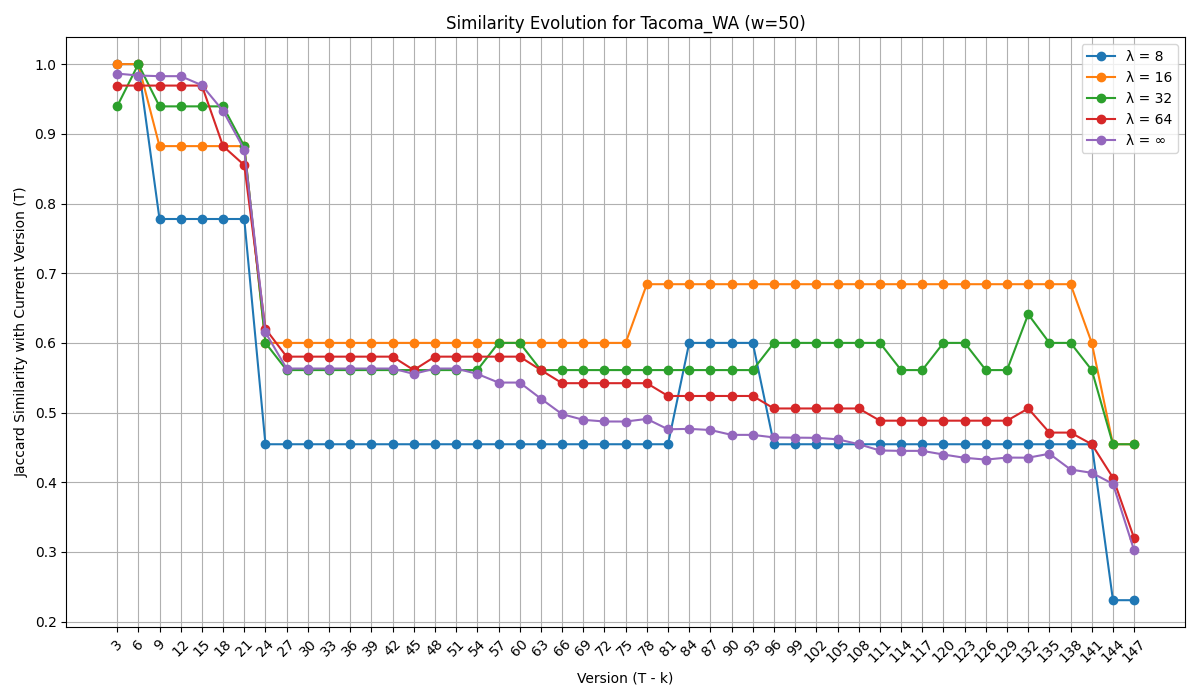 Similarity Evolution for Tacoma_WA (w=50)
λ = 8
λ = 16
λ = 32
λ = 64
λ = ∞
Jaccard Similarity with Current Version (T)
1.0
0.9
0.8
0.7
0.6
0.5
0.4
0.3
0.2
3 6 9 12 15 18 21 24 27 30 33 36 39 42 45 48 51 54 57 60 63 66 69 72 75 78 81 84 87 90 93 96 99 102 105 108 111 114 117 120 123 126 129 132 135 138 141 144 147
Version (T - k)